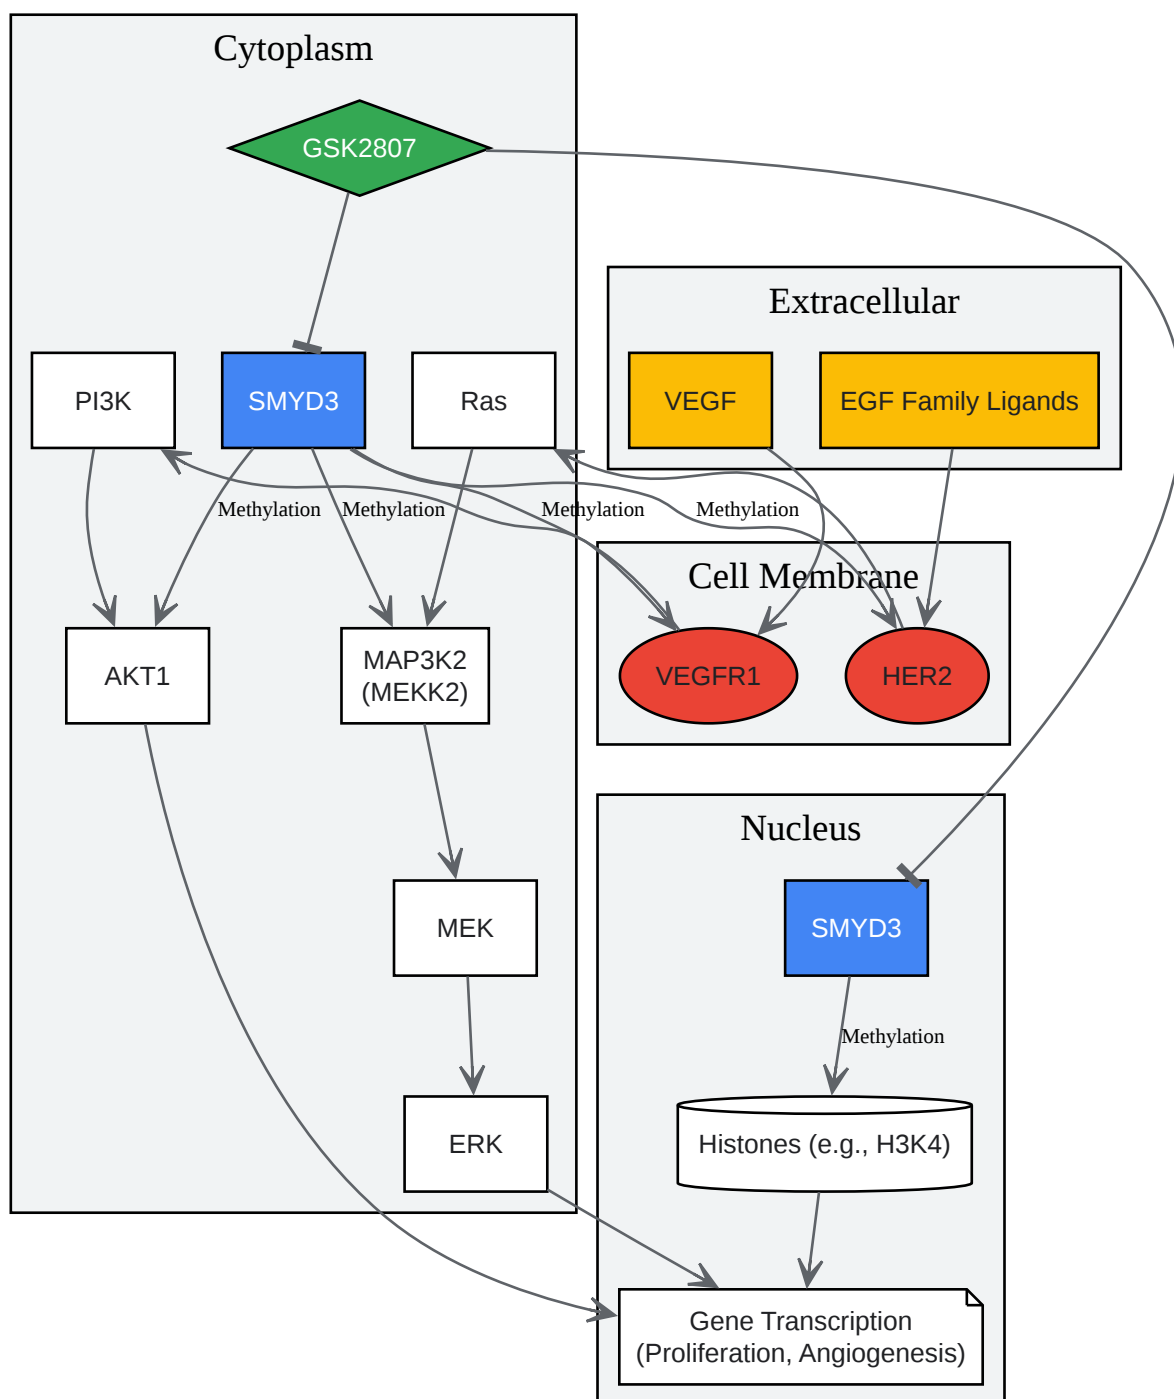 Cytoplasm
GSK2807
Extracellular
PI3K
SMYD3
Ras
VEGF
EGF Family Ligands
Methylation
Methylation
Methylation
Methylation
Cell Membrane
AKT1
MAP3K2
(MEKK2)
VEGFR1
HER2
Nucleus
MEK
SMYD3
Methylation
ERK
Histones (e.g., H3K4)
Gene Transcription
(Proliferation, Angiogenesis)